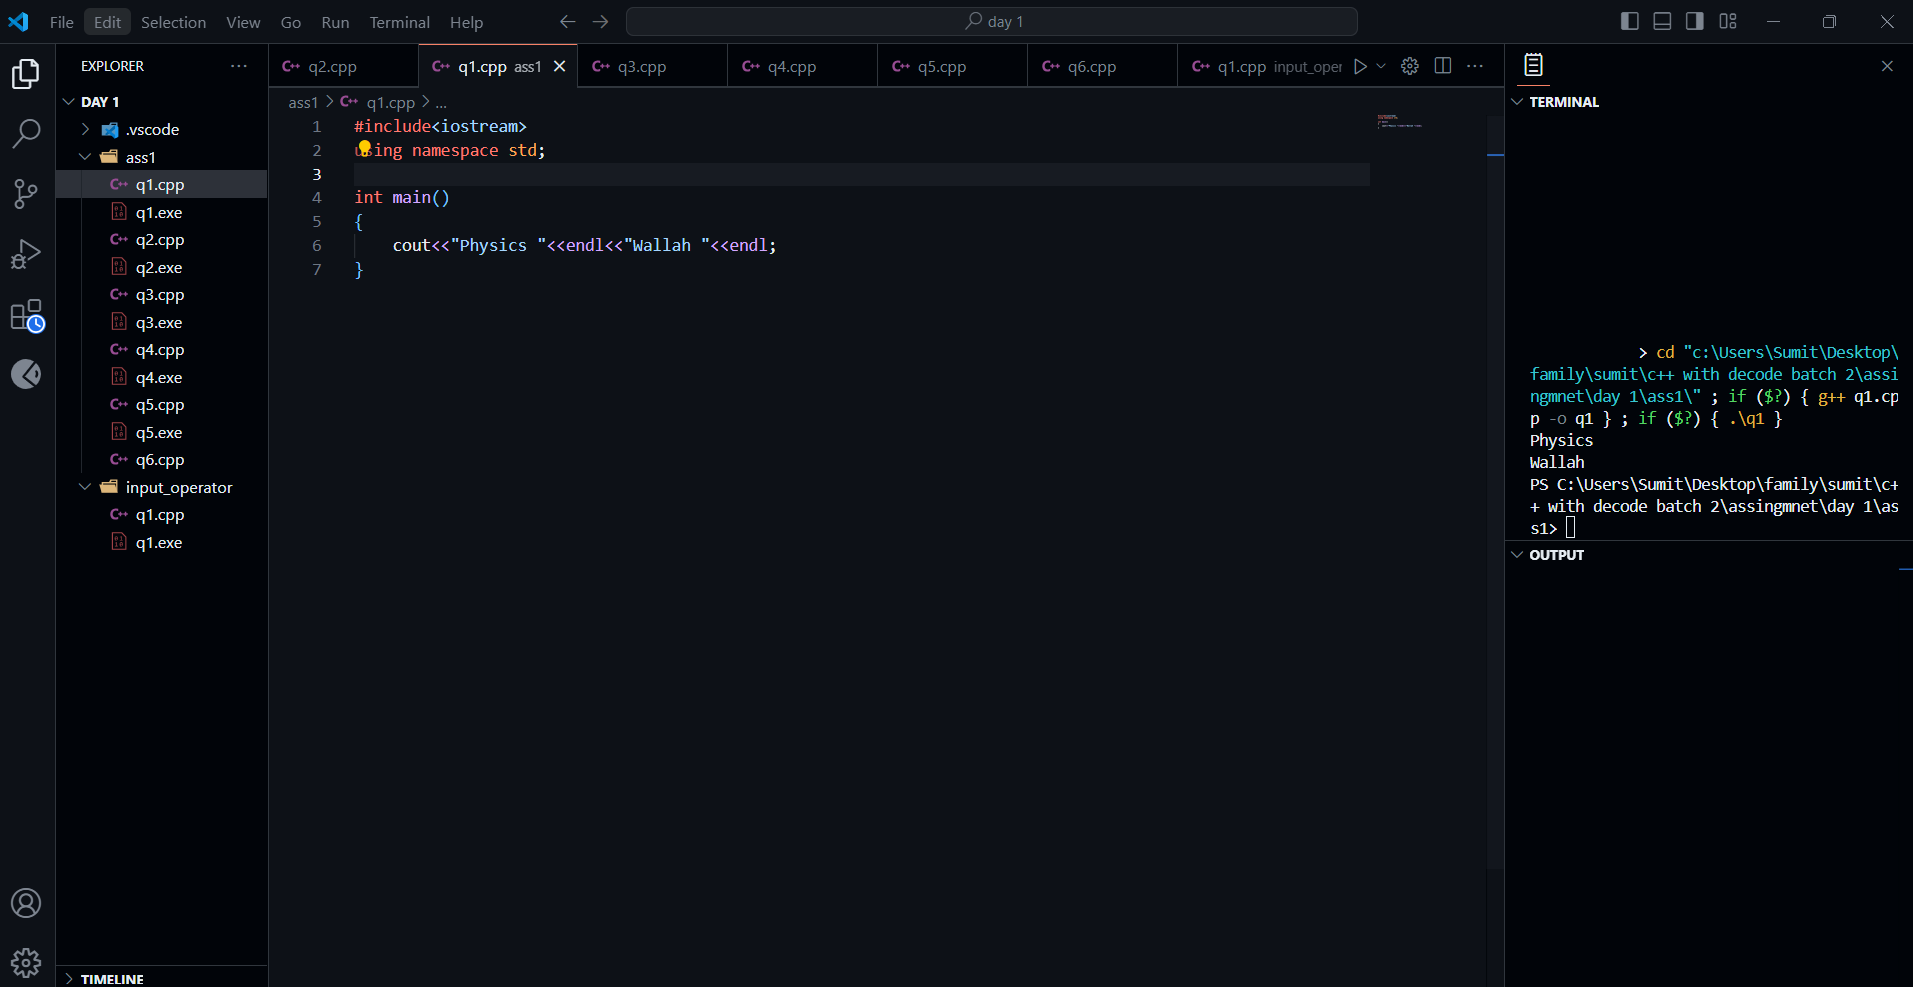 File Edit Selection View Go Run Terminal Help
day 1
EXPLORER
DAY 1
.vscode
ass1
q1.cpp
q1.exe
q2.cpp
q2.exe
q3.cpp
q3.exe
q4.cpp
q4.exe
q5.cpp
q5.exe
q6.cpp
input_operator
q1.cpp
q1.exe
TIMELINE
q2.cpp
q1.cpp ass1
q3.cpp
q4.cpp
q5.cpp
q6.cpp
q1.cpp input_oper
ass1 > q1.cpp > ...
1 #include<iostream>
2 using namespace std;
3
4 int main()
5 {
6 cout<<"Physics "<<endl<<"Wallah "<<endl;
7 }
TERMINAL
> cd "c:\Users\Sumit\Desktop\
family\sumit\c++ with decode batch 2\assi
ngmnet\day 1\ass1\" ; if ($?) { g++ q1.cp
p -o q1 } ; if ($?) { .\q1 }
Physics
Wallah
PS C:\Users\Sumit\Desktop\family\sumit\c+
+ with decode batch 2\assingmnet\day 1\as
s1>
OUTPUT